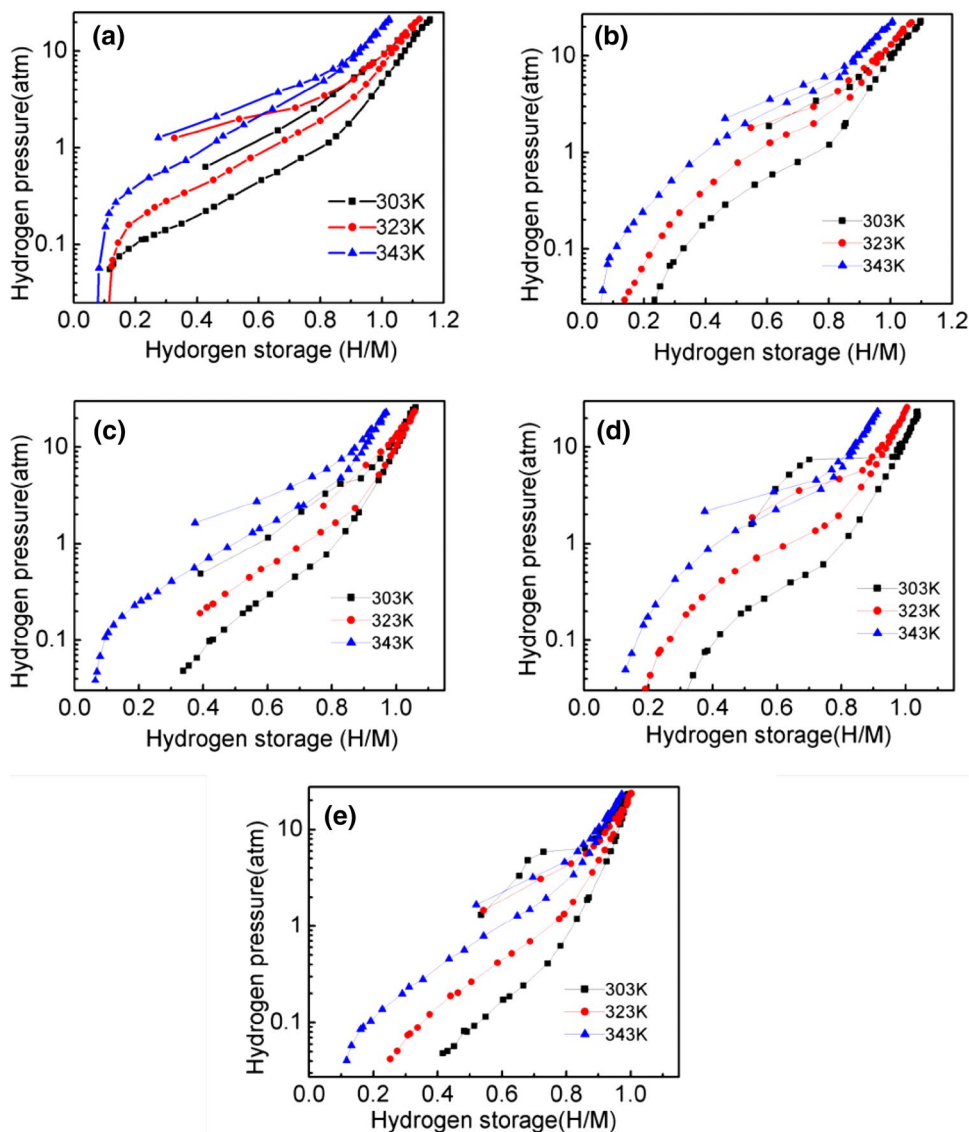 (a)
Hydrogen pressure(atm)
10
1
0.1
303K
323K
343K
0.0 0.2 0.4 0.6 0.8 1.0 1.2
Hydorgen storage (H/M)
(b)
Hydrogen pressure(atm)
10
1
0.1
303K
323K
343K
0.0 0.2 0.4 0.6 0.8 1.0 1.2
Hydrogen storage (H/M)
(c)
Hydrogen pressure(atm)
10
1
0.1
303K
323K
343K
0.0 0.2 0.4 0.6 0.8 1.0
Hydrogen storage (H/M)
(d)
Hydrogen pressure(atm)
10
1
0.1
303K
323K
343K
0.0 0.2 0.4 0.6 0.8 1.0
Hydrogen storage(H/M)
(e)
Hydrogen pressure(atm)
10
1
0.1
303K
323K
343K
0.0 0.2 0.4 0.6 0.8 1.0
Hydrogen storage(H/M)